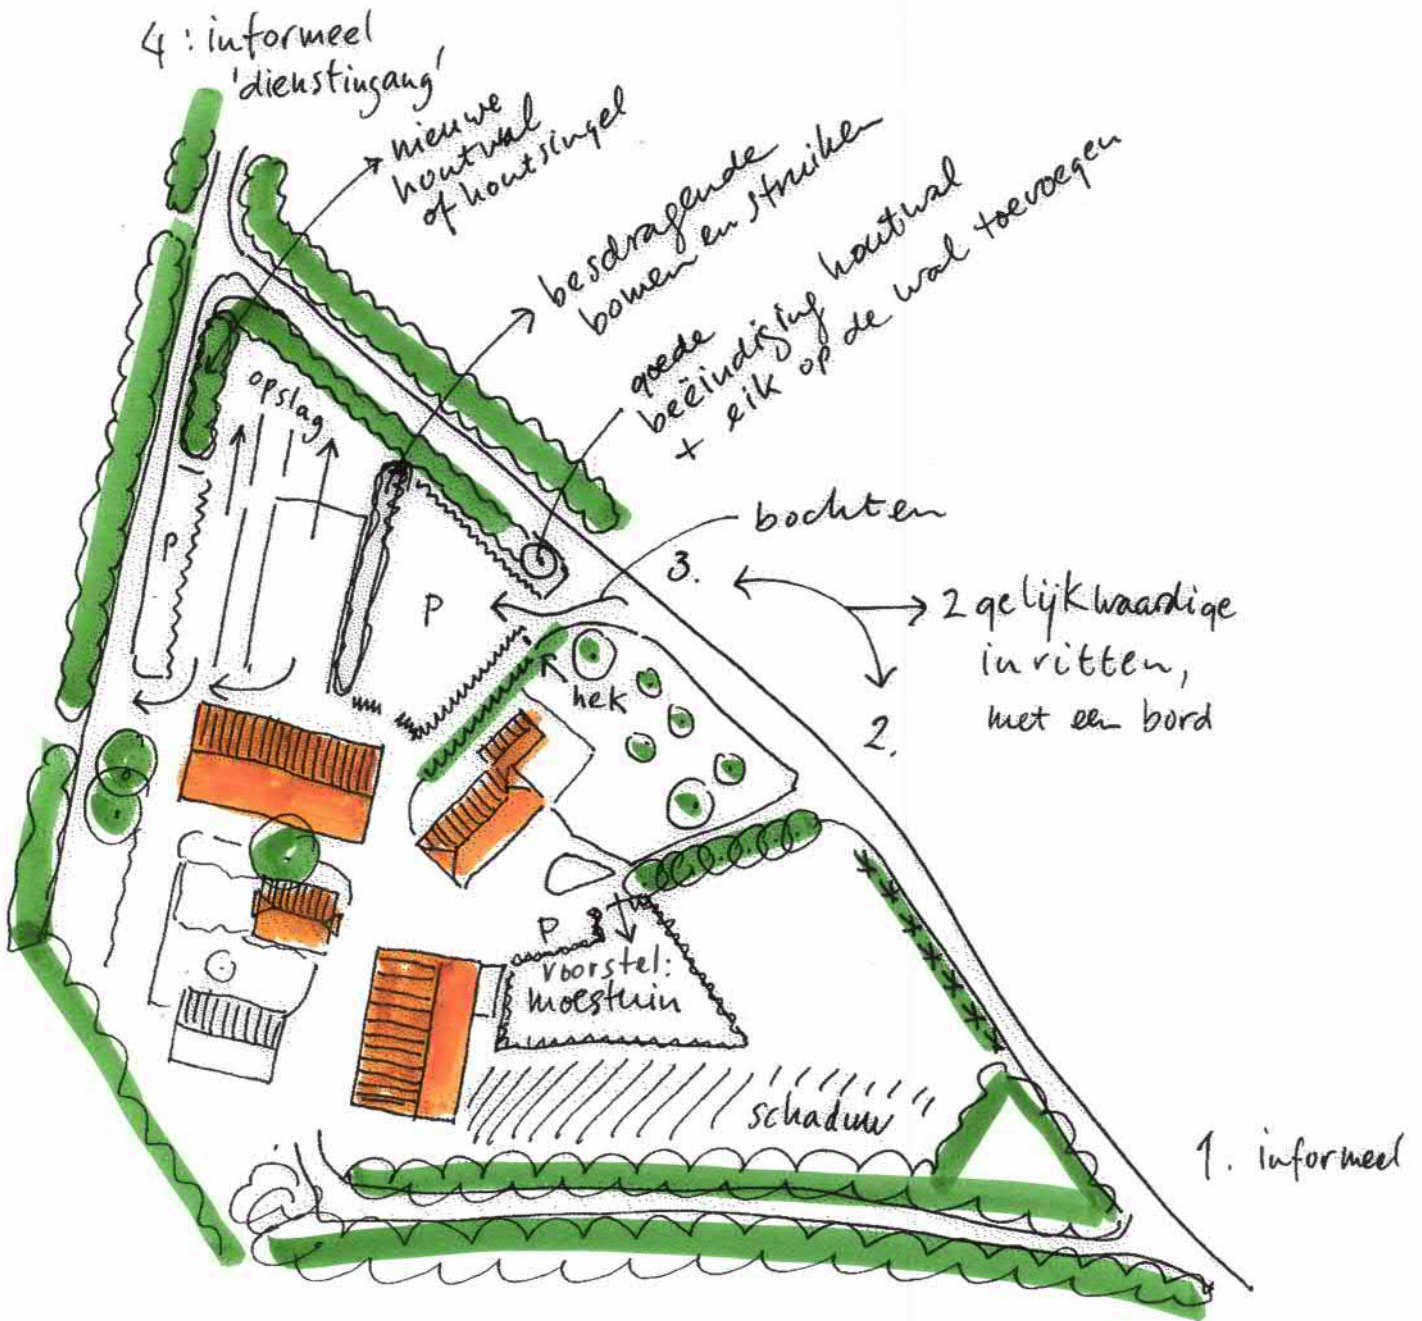 4 : informeel
'dienstingang'
nieuwe
houtwal
of houtsingel
besdragende
bomen en struiken
goede
beëindiging houtwal
+ eik op de wal toevoegen
opslag
P
P
bochten
3.
2 gelijkwaardige
inritten,
met een bord
hek
2.
P
voorstel:
moestuin
schaduw
1. informeel